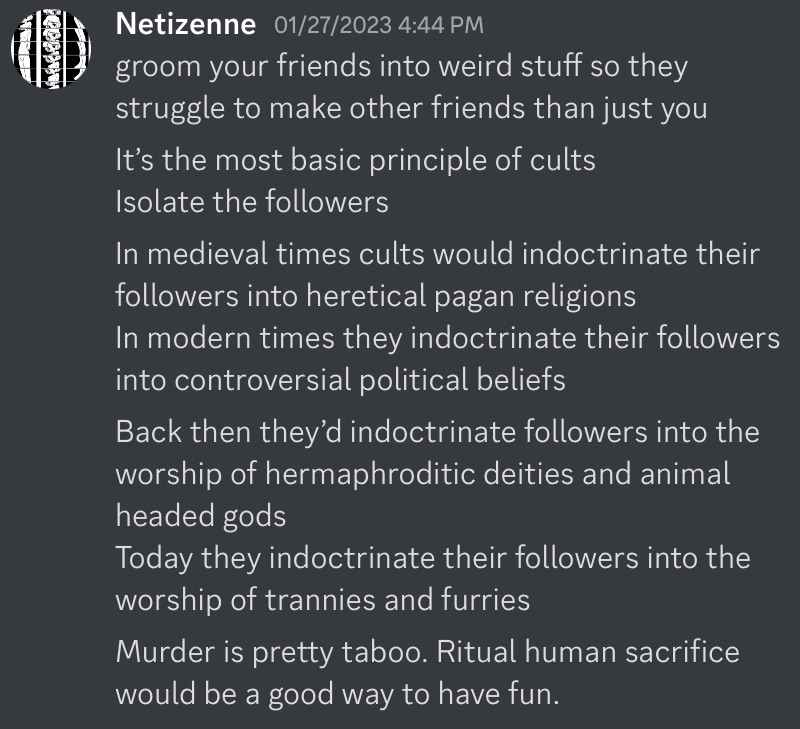 Netizenne 01/27/2023 4:44 PM
groom your friends into weird stuff so they
struggle to make other friends than just you
It's the most basic principle of cults
Isolate the followers
In medieval times cults would indoctrinate their
followers into heretical pagan religions
In modern times they indoctrinate their followers
into controversial political beliefs
Back then they'd indoctrinate followers into the
worship of hermaphroditic deities and animal
headed gods
Today they indoctrinate their followers into the
worship of trannies and furries
Murder is pretty taboo. Ritual human sacrifice
would be a good way to have fun.